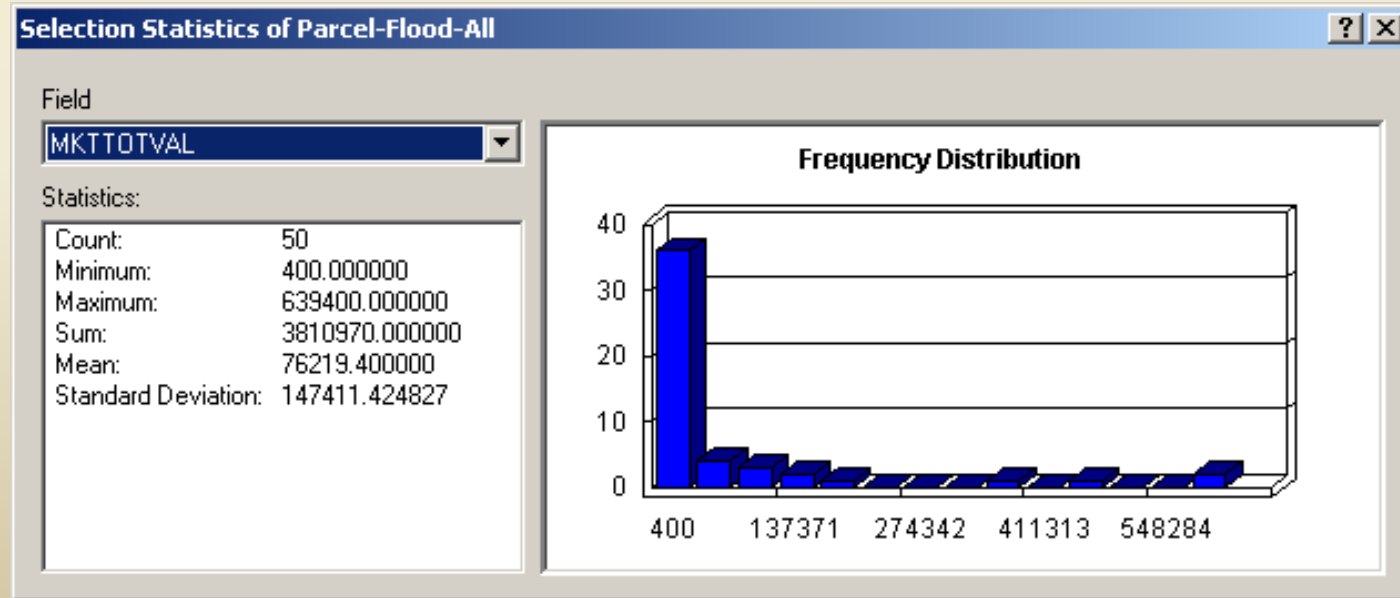 Selection Statistics of Parcel-Flood-All
Field
MKTTOTVAL
Statistics:
Count: 50
Minimum: 400.000000
Maximum: 639400.000000
Sum: 3810970.000000
Mean: 76219.400000
Standard Deviation: 147411.424827
Frequency Distribution
40
30
20
10
0
400 137371 274342 411313 548284